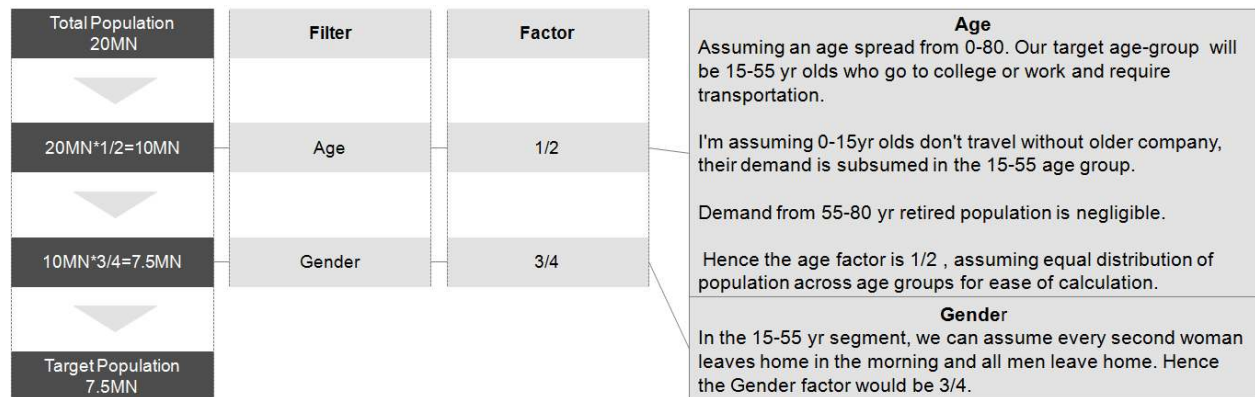 Total Population
20MN
Filter
Factor
20MN*1/2=10MN
Age
1/2
10MN*3/4=7.5MN
Gender
3/4
Target Population
7.5MN
Age
Assuming an age spread from 0-80. Our target age-group will
be 15-55 yr olds who go to college or work and require
transportation.
I'm assuming 0-15yr olds don't travel without older company,
their demand is subsumed in the 15-55 age group.
Demand from 55-80 yr retired population is negligible.
Hence the age factor is 1/2 , assuming equal distribution of
population across age groups for ease of calculation.
Gender
In the 15-55 yr segment, we can assume every second woman
leaves home in the morning and all men leave home. Hence
the Gender factor would be 3/4.